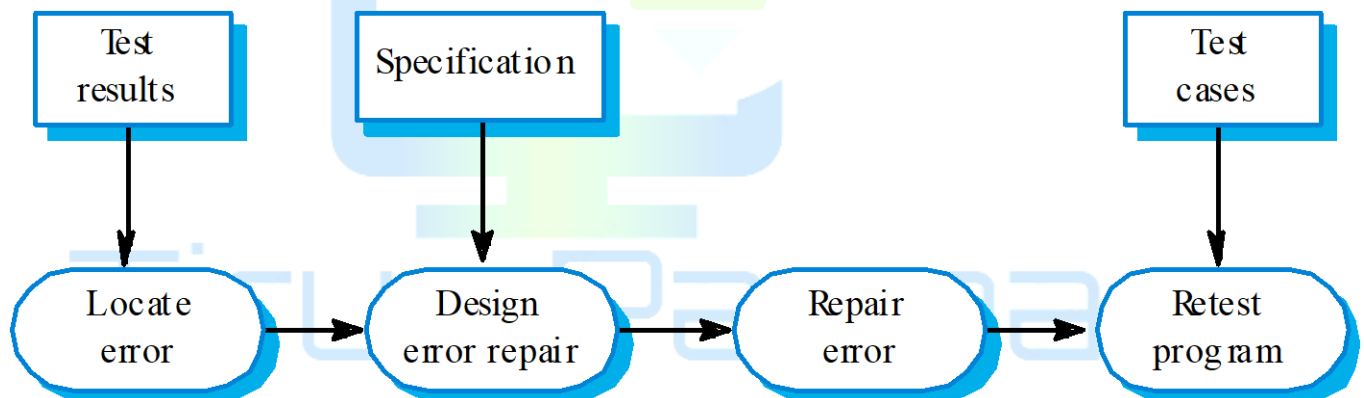 Test
results
Specification
Test
cases
Locate
error
Design
error repair
Repair
error
Retest
program